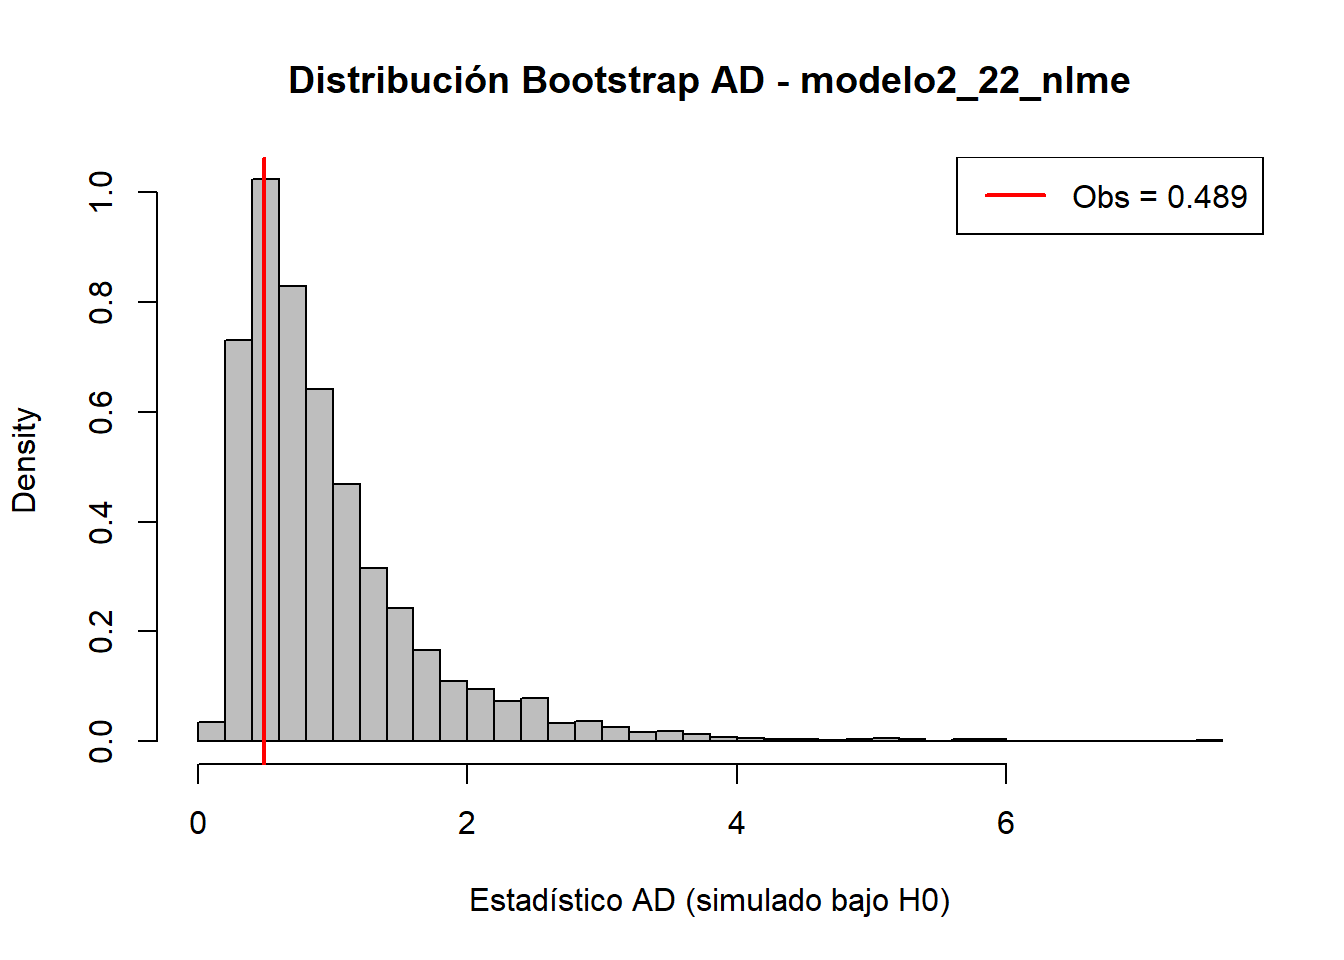 Distribución Bootstrap AD - modelo2_22_nlme
Obs = 0.489
Density
1.0
0.8
0.6
0.4
0.2
0.0
0 2 4 6
Estadístico AD (simulado bajo H0)